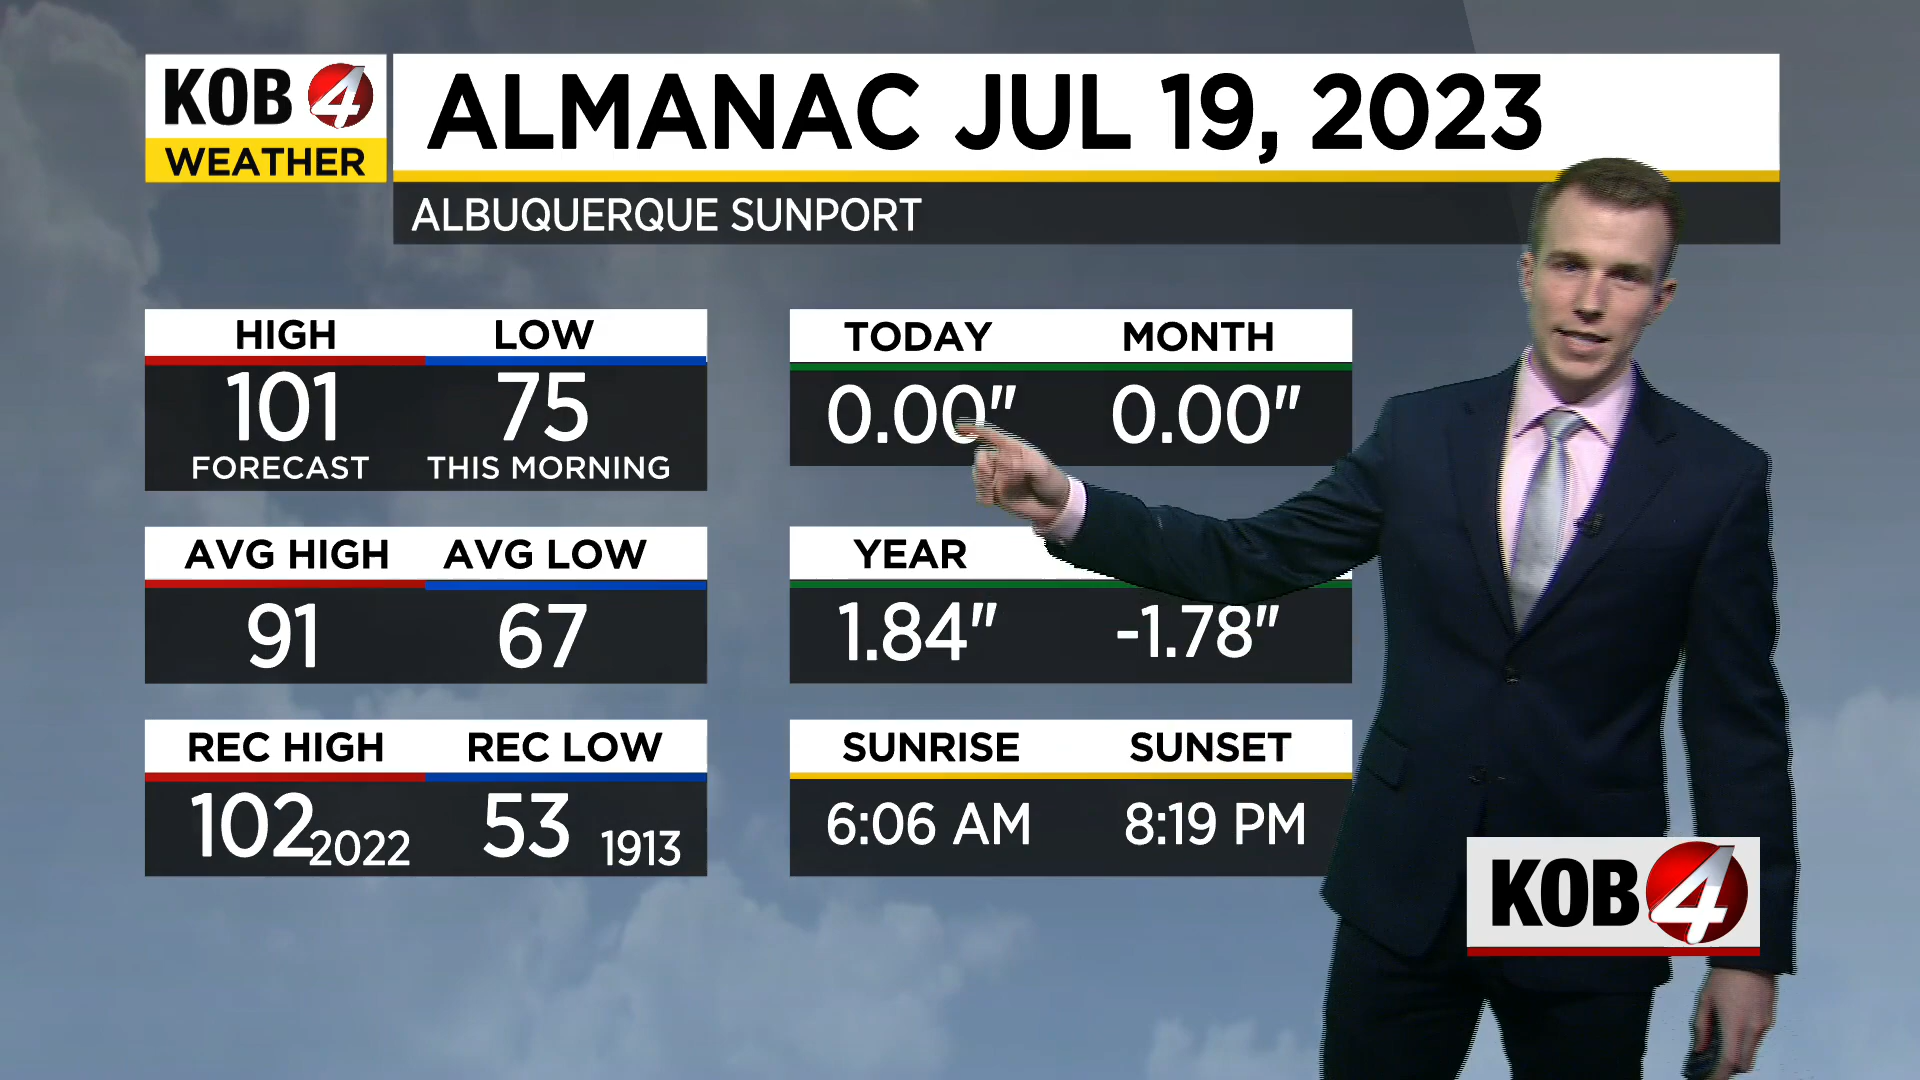 KOB 4
WEATHER
ALMANAC JUL 19, 2023
ALBUQUERQUE SUNPORT
HIGH LOW
101 75
FORECAST THIS MORNING
AVG HIGH AVG LOW
91 67
REC HIGH REC LOW
102 2022 53 1913
TODAY MONTH
0.00" 0.00"
YEAR
1.84" -1.78"
SUNRISE SUNSET
6:06 AM 8:19 PM
KOB 4